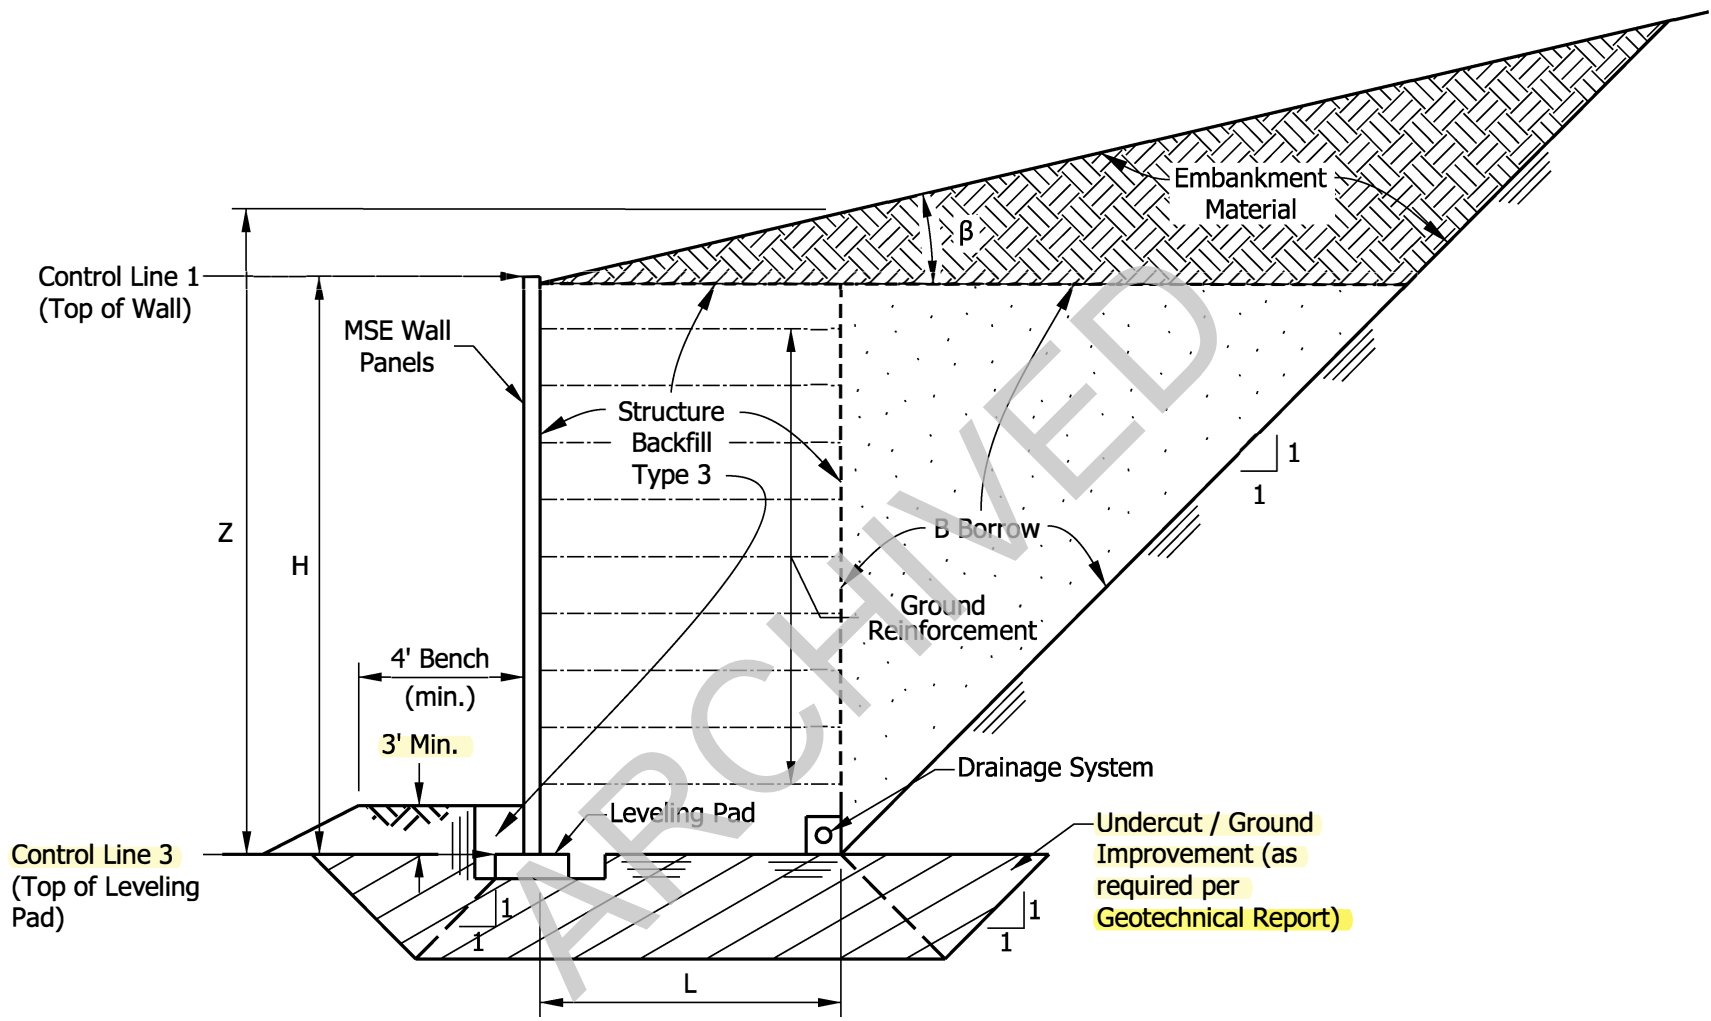 Embankment
Material
β
Control Line 1
(Top of Wall)
MSE Wall
Panels
Structure
Backfill
Type 3
1
1
Z
H
B Borrow
Ground
Reinforcement
4' Bench
(min.)
3' Min.
Drainage System
Leveling Pad
Control Line 3
(Top of Leveling
Pad)
Undercut / Ground
Improvement (as
required per
Geotechnical Report)
1
1
1
1
L
ARCHIVED